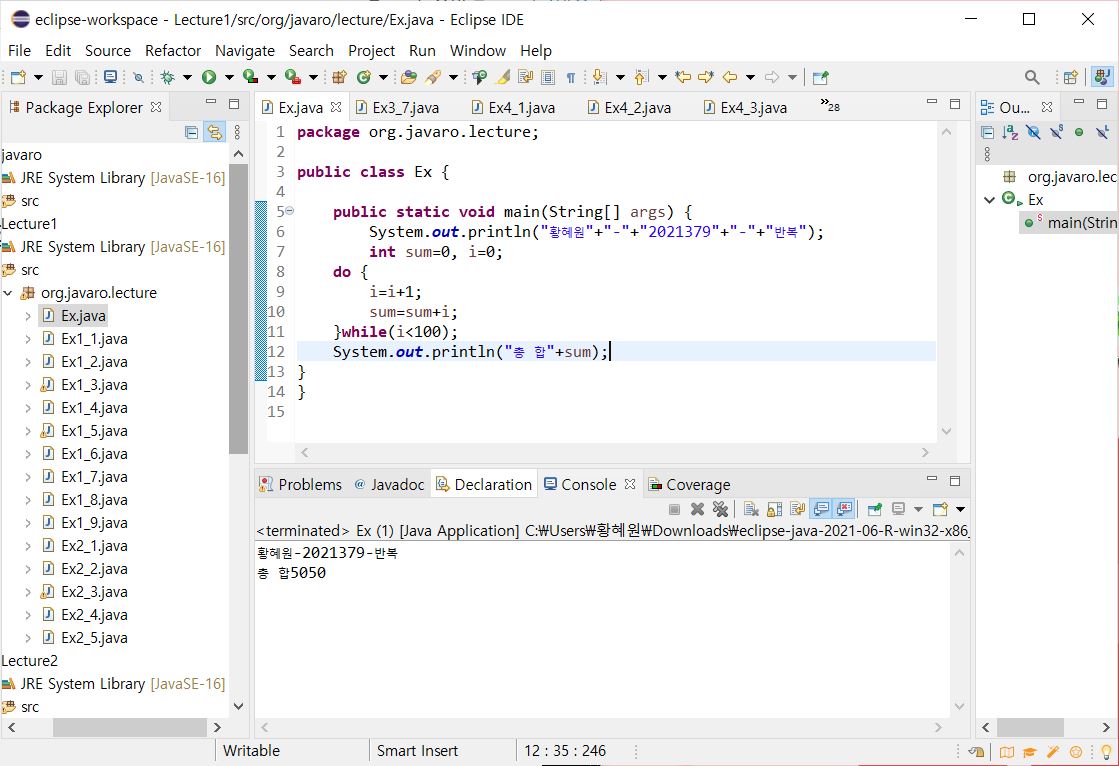 eclipse-workspace - Lecture1/src/org/javaro/lecture/Ex.java - Eclipse IDE
File Edit Source Refactor Navigate Search Project Run Window Help
Package Explorer
javaro
JRE System Library [JavaSE-16]
src
Lecture1
JRE System Library [JavaSE-16]
src
org.javaro.lecture
Ex.java
Ex1_1.java
Ex1_2.java
Ex1_3.java
Ex1_4.java
Ex1_5.java
Ex1_6.java
Ex1_7.java
Ex1_8.java
Ex1_9.java
Ex2_1.java
Ex2_2.java
Ex2_3.java
Ex2_4.java
Ex2_5.java
Lecture2
JRE System Library [JavaSE-16]
src
Ex.java Ex3_7.java Ex4_1.java Ex4_2.java Ex4_3.java »28
1 package org.javaro.lecture;
2
3 public class Ex {
4
5 public static void main(String[] args) {
6 System.out.println("황혜원"+"-"+"2021379"+"-"+"반복");
7 int sum=0, i=0;
8 do {
9 i=i+1;
10 sum=sum+i;
11 }while(i<100);
12 System.out.println("총 합"+sum);
13 }
14 }
15
Problems @ Javadoc Declaration Console Coverage
<terminated> Ex (1) [Java Application] C:₩Users₩황혜원₩Downloads₩eclipse-java-2021-06-R-win32-x86_
황혜원-2021379-반복
총 합5050
Ou...
org.javaro.lec
Ex
main(Strin
Writable Smart Insert 12 : 35 : 246